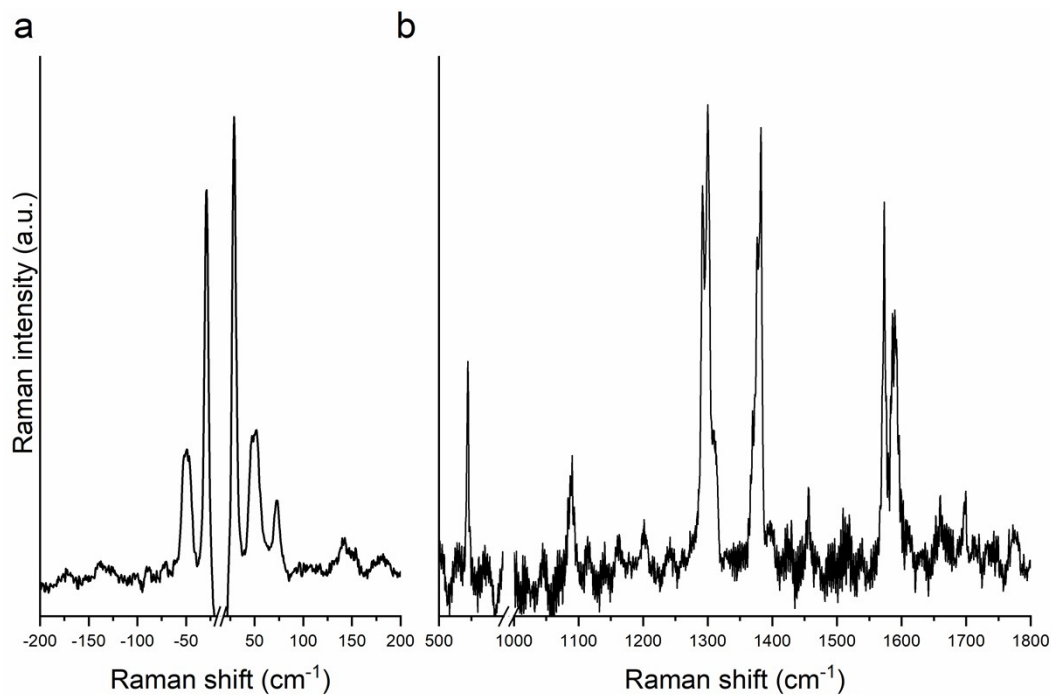 a
b
Raman intensity (a.u.)
-200 -150 -100 -50 50 100 150 200
500 1000 1100 1200 1300 1400 1500 1600 1700 1800
Raman shift (cm⁻¹)
Raman shift (cm⁻¹)